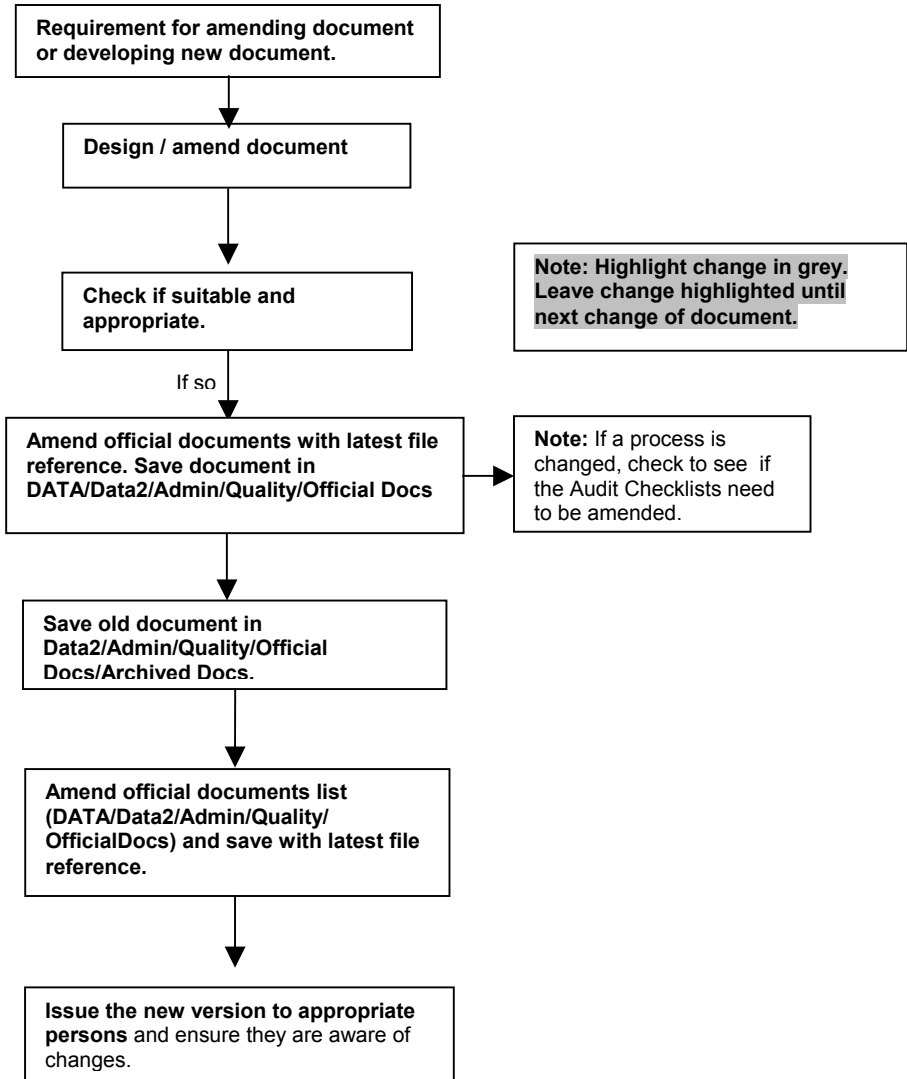 Requirement for amending document
or developing new document.
Design / amend document
Check if suitable and
appropriate.
Note: Highlight change in grey.
Leave change highlighted until
next change of document.
If so
Amend official documents with latest file
reference. Save document in
DATA/Data2/Admin/Quality/Official Docs
Note: If a process is
changed, check to see if
the Audit Checklists need
to be amended.
Save old document in
Data2/Admin/Quality/Official
Docs/Archived Docs.
Amend official documents list
(DATA/Data2/Admin/Quality/
OfficialDocs) and save with latest file
reference.
Issue the new version to appropriate
persons and ensure they are aware of
changes.